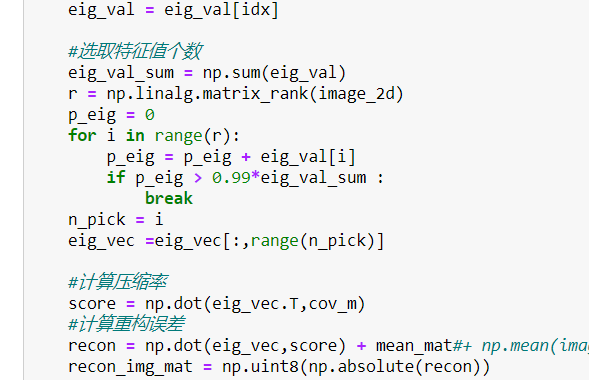 eig_val = eig_val[idx]
#选取特征值个数
eig_val_sum = np.sum(eig_val)
r = np.linalg.matrix_rank(image_2d)
p_eig = 0
for i in range(r):
p_eig = p_eig + eig_val[i]
if p_eig > 0.99*eig_val_sum :
break
n_pick = i
eig_vec =eig_vec[:,range(n_pick)]
#计算压缩率
score = np.dot(eig_vec.T,cov_m)
#计算重构误差
recon = np.dot(eig_vec,score) + mean_mat#+ np.mean(ima
recon_img_mat = np.uint8(np.absolute(recon))